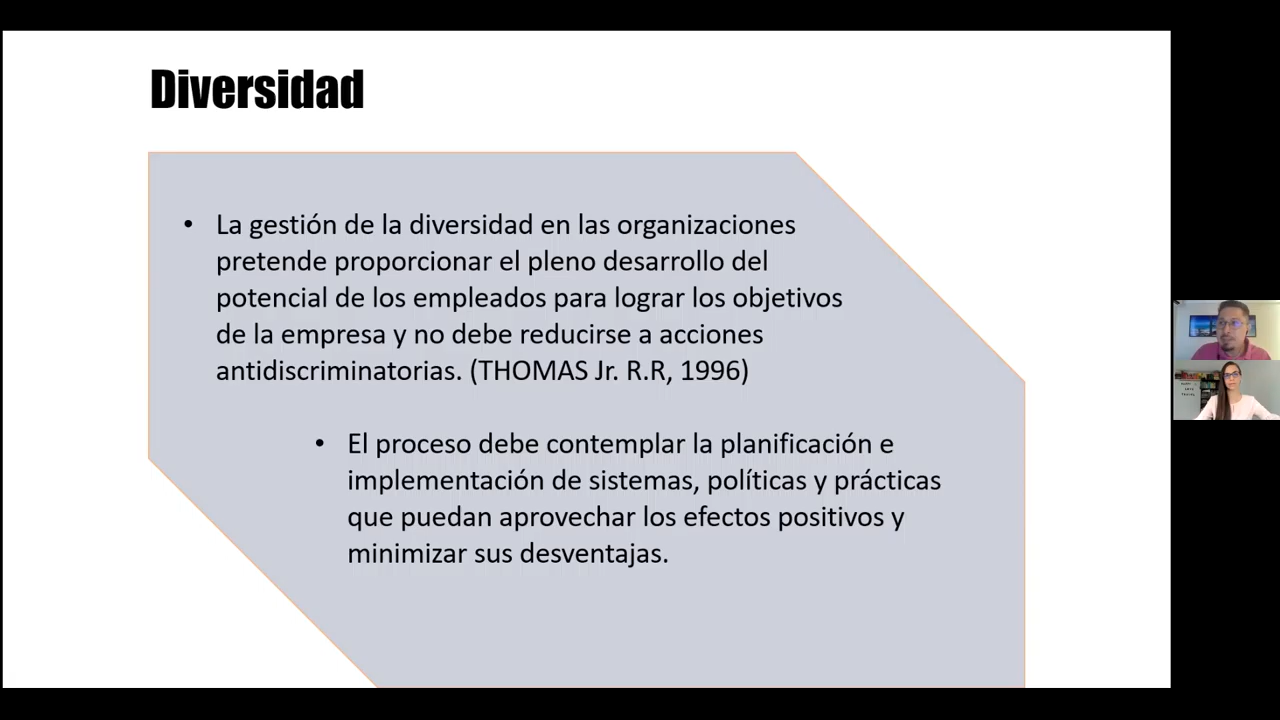 Diversidad
• La gestión de la diversidad en las organizaciones
pretende proporcionar el pleno desarrollo del
potencial de los empleados para lograr los objetivos
de la empresa y no debe reducirse a acciones
antidiscriminatorias. (THOMAS Jr. R.R, 1996)
• El proceso debe contemplar la planificación e
implementación de sistemas, políticas y prácticas
que puedan aprovechar los efectos positivos y
minimizar sus desventajas.